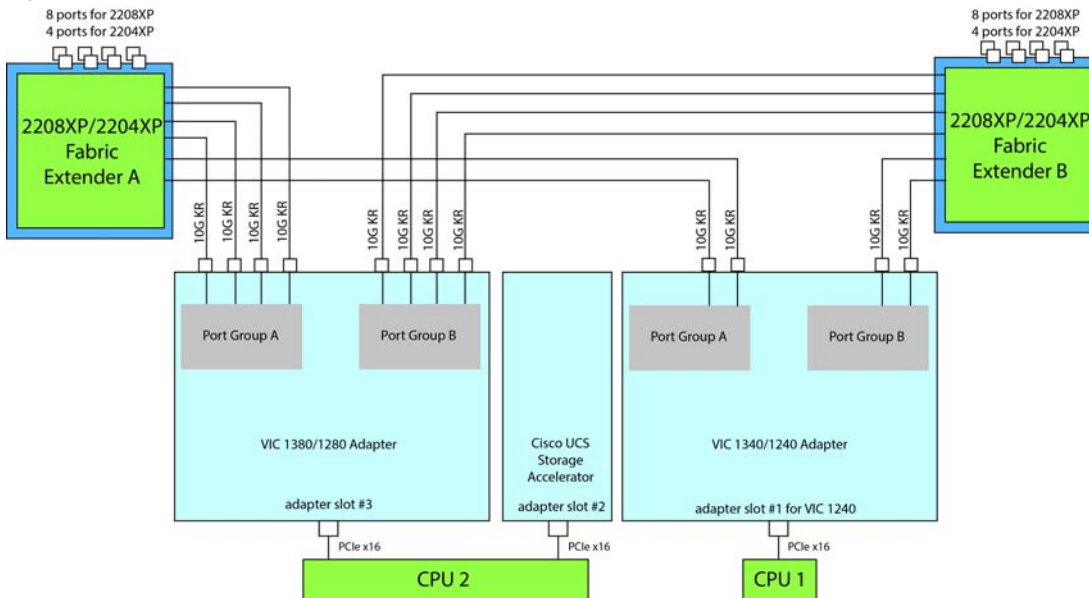 8 ports for 2208XP
4 ports for 2204XP
8 ports for 2208XP
4 ports for 2204XP
2208XP/2204XP
Fabric
Extender A
2208XP/2204XP
Fabric
Extender B
10G KR
10G KR
10G KR
10G KR
10G KR
10G KR
10G KR
10G KR
10G KR
10G KR
10G KR
10G KR
Port Group A
Port Group B
Port Group A
Port Group B
VIC 1380/1280 Adapter
Cisco UCS
Storage
Accelerator
VIC 1340/1240 Adapter
adapter slot #3
adapter slot #2
adapter slot #1 for VIC 1240
PCIe x16
PCIe x16
PCIe x16
CPU 2
CPU 1